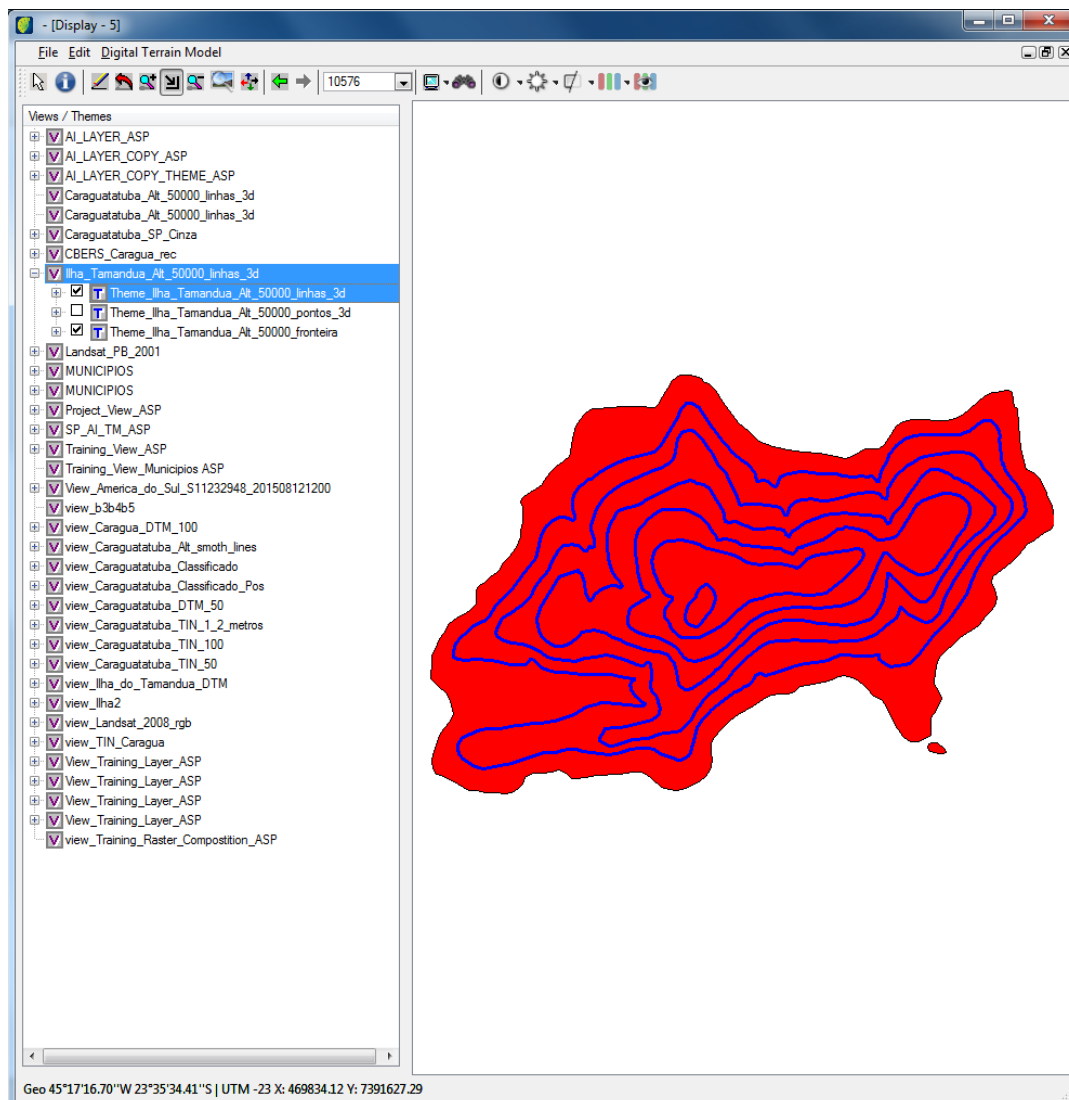 - [Display - 5]
File Edit Digital Terrain Model
10576
Views / Themes
AI_LAYER_ASP
AI_LAYER_COPY_ASP
AI_LAYER_COPY_THEME_ASP
Caraguatatuba_Alt_50000_linhas_3d
Caraguatatuba_Alt_50000_linhas_3d
Caraguatatuba_SP_Cinza
CBERS_Caragua_rec
Ilha_Tamandua_Alt_50000_linhas_3d
Theme_Ilha_Tamandua_Alt_50000_linhas_3d
Theme_Ilha_Tamandua_Alt_50000_pontos_3d
Theme_Ilha_Tamandua_Alt_50000_fronteira
Landsat_PB_2001
MUNICIPIOS
MUNICIPIOS
Project_View_ASP
SP_AI_TM_ASP
Training_View_ASP
Training_View_Municipios ASP
View_America_do_Sul_S11232948_201508121200
view_b3b4b5
view_Caragua_DTM_100
view_Caraguatatuba_Alt_smoth_lines
view_Caraguatatuba_Classificado
view_Caraguatatuba_Classificado_Pos
view_Caraguatatuba_DTM_50
view_Caraguatatuba_TIN_1_2_metros
view_Caraguatatuba_TIN_100
view_Caraguatatuba_TIN_50
view_Ilha_do_Tamandua_DTM
view_Ilha2
view_Landsat_2008_rgb
view_TIN_Caragua
View_Training_Layer_ASP
View_Training_Layer_ASP
View_Training_Layer_ASP
View_Training_Layer_ASP
view_Training_Raster_Compostition_ASP
Geo 45°17'16.70''W 23°35'34.41''S | UTM -23 X: 469834.12 Y: 7391627.29